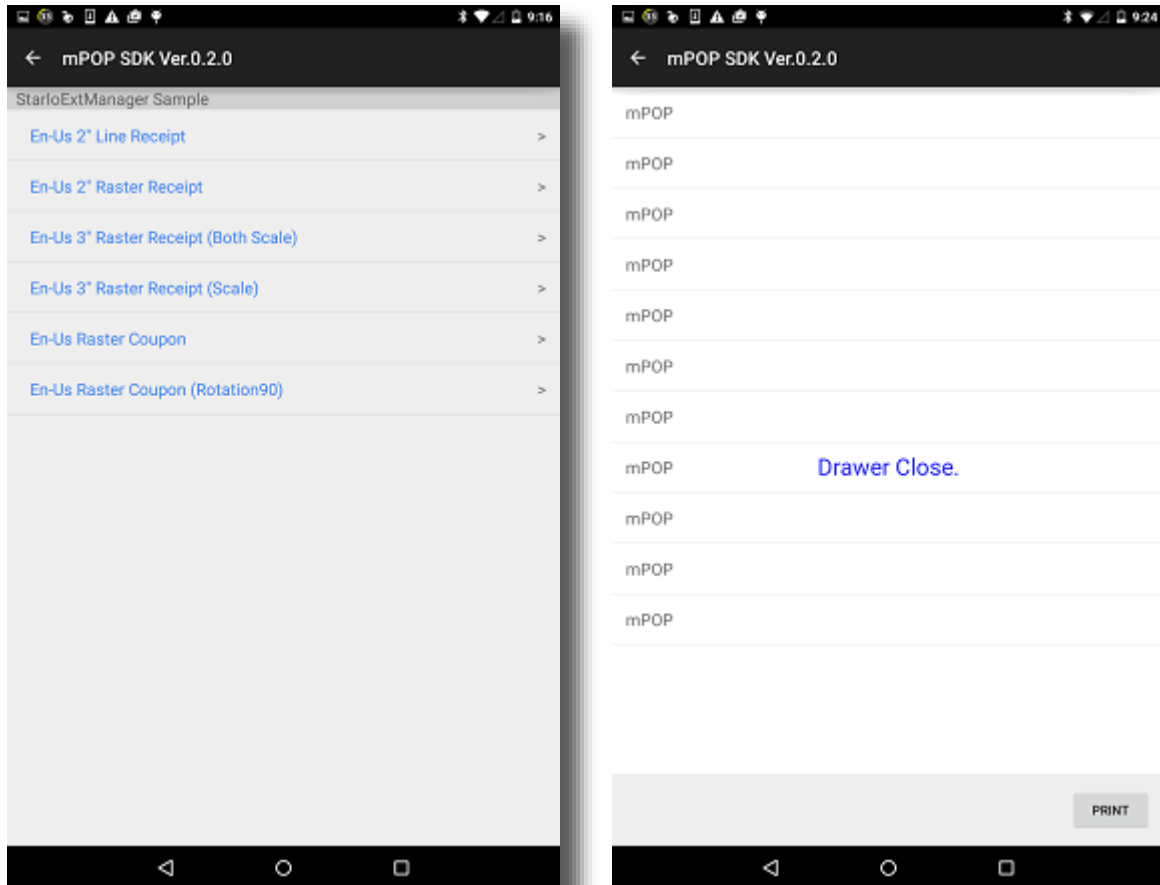 9:16
mPOP SDK Ver.0.2.0
StarIoExtManager Sample
En-Us 2" Line Receipt >
En-Us 2" Raster Receipt >
En-Us 3" Raster Receipt (Both Scale) >
En-Us 3" Raster Receipt (Scale) >
En-Us Raster Coupon >
En-Us Raster Coupon (Rotation90) >
9:24
mPOP SDK Ver.0.2.0
mPOP
mPOP
mPOP
mPOP
mPOP
mPOP
mPOP
mPOP Drawer Close.
mPOP
mPOP
mPOP
PRINT